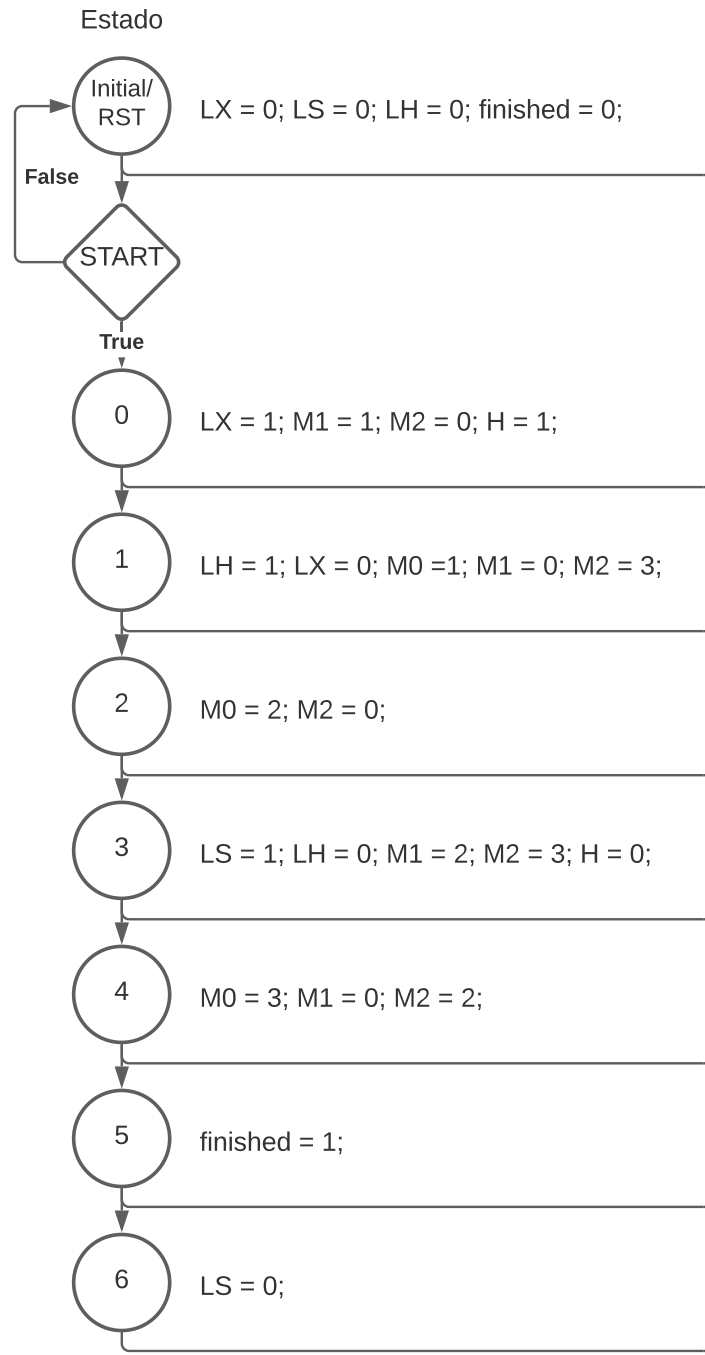 Estado
Initial/
RST
LX = 0; LS = 0; LH = 0; finished = 0;
False
START
True
0
LX = 1; M1 = 1; M2 = 0; H = 1;
1
LH = 1; LX = 0; M0 =1; M1 = 0; M2 = 3;
2
M0 = 2; M2 = 0;
3
LS = 1; LH = 0; M1 = 2; M2 = 3; H = 0;
4
M0 = 3; M1 = 0; M2 = 2;
5
finished = 1;
6
LS = 0;